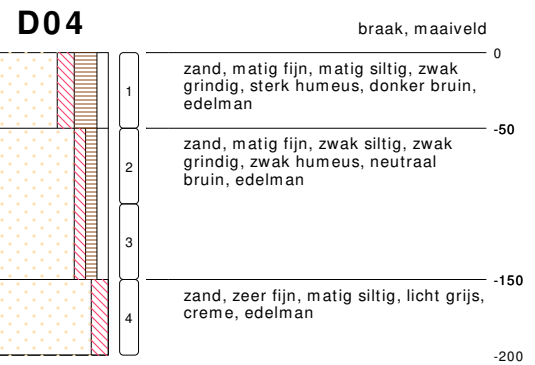 D04
braak, maaiveld
0
zand, matig fijn, matig siltig, zwak
grindig, sterk humeus, donker bruin,
edelman
1
-50
zand, matig fijn, zwak siltig, zwak
grindig, zwak humeus, neutraal
bruin, edelman
2
3
-150
zand, zeer fijn, matig siltig, licht grijs,
creme, edelman
4
-200